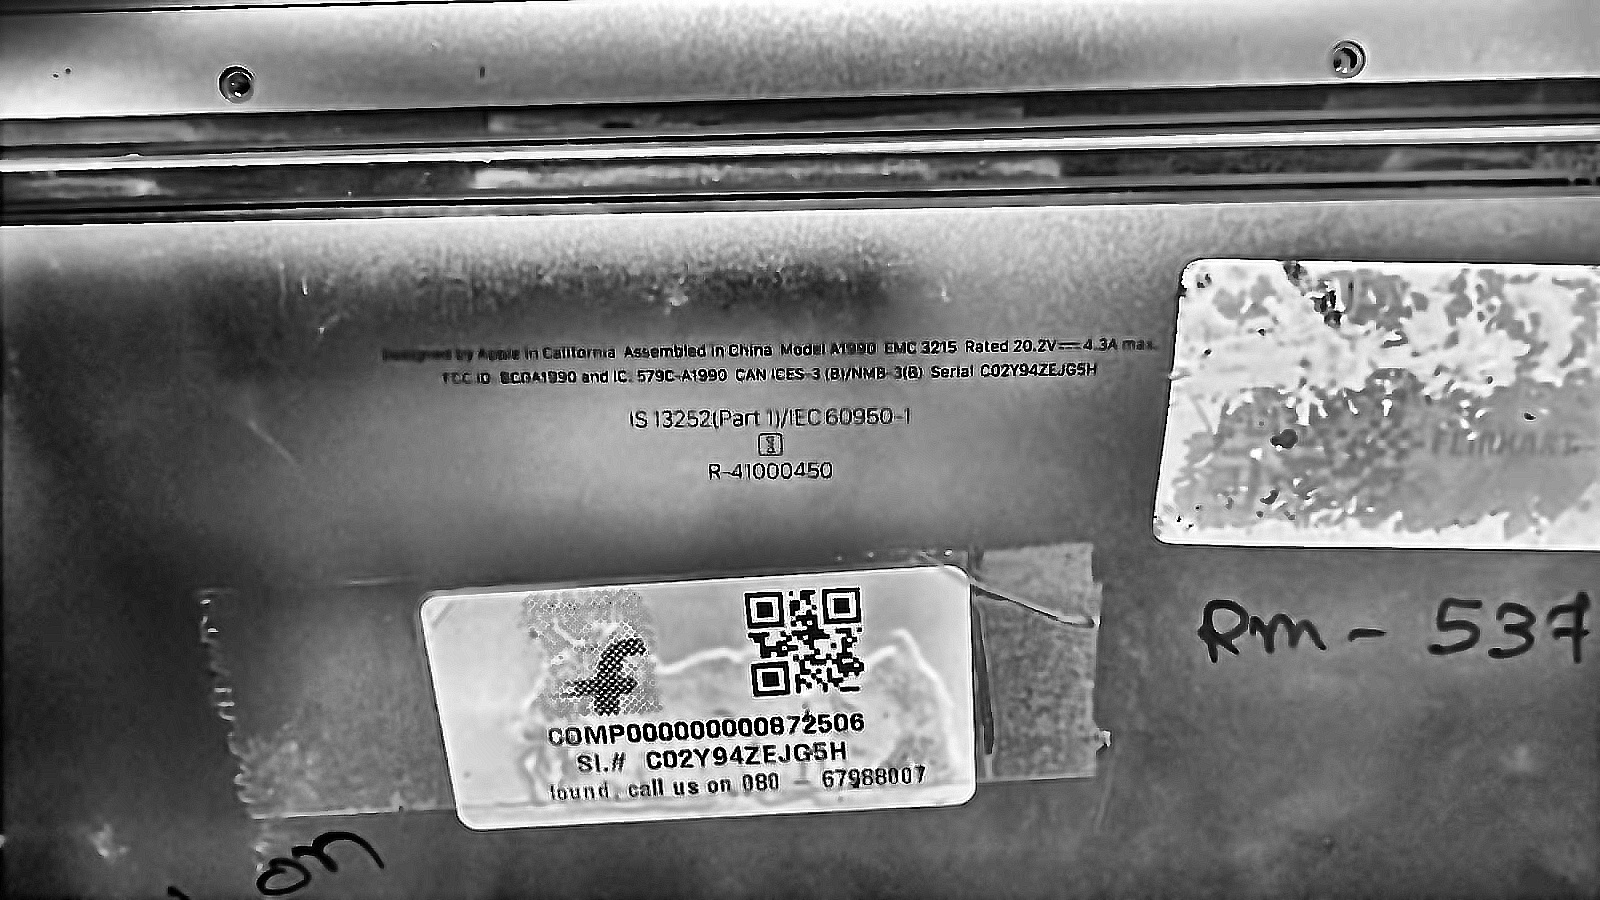 Designed by Apple in California Assembled in China Model A1990 EMC 3215 Rated 20.2V⎓4.3A max.
FCC ID BCGA1990 and IC: 579C-A1990 CAN ICES-3 (B)/NMB-3(B) Serial C02Y94ZEJG5H
IS 13252(Part 1)/IEC 60950-1
R-41000450
Rm - 537
COMP000000000872506
Sl.# C02Y94ZEJG5H
found, call us on 080 - 67988007
on